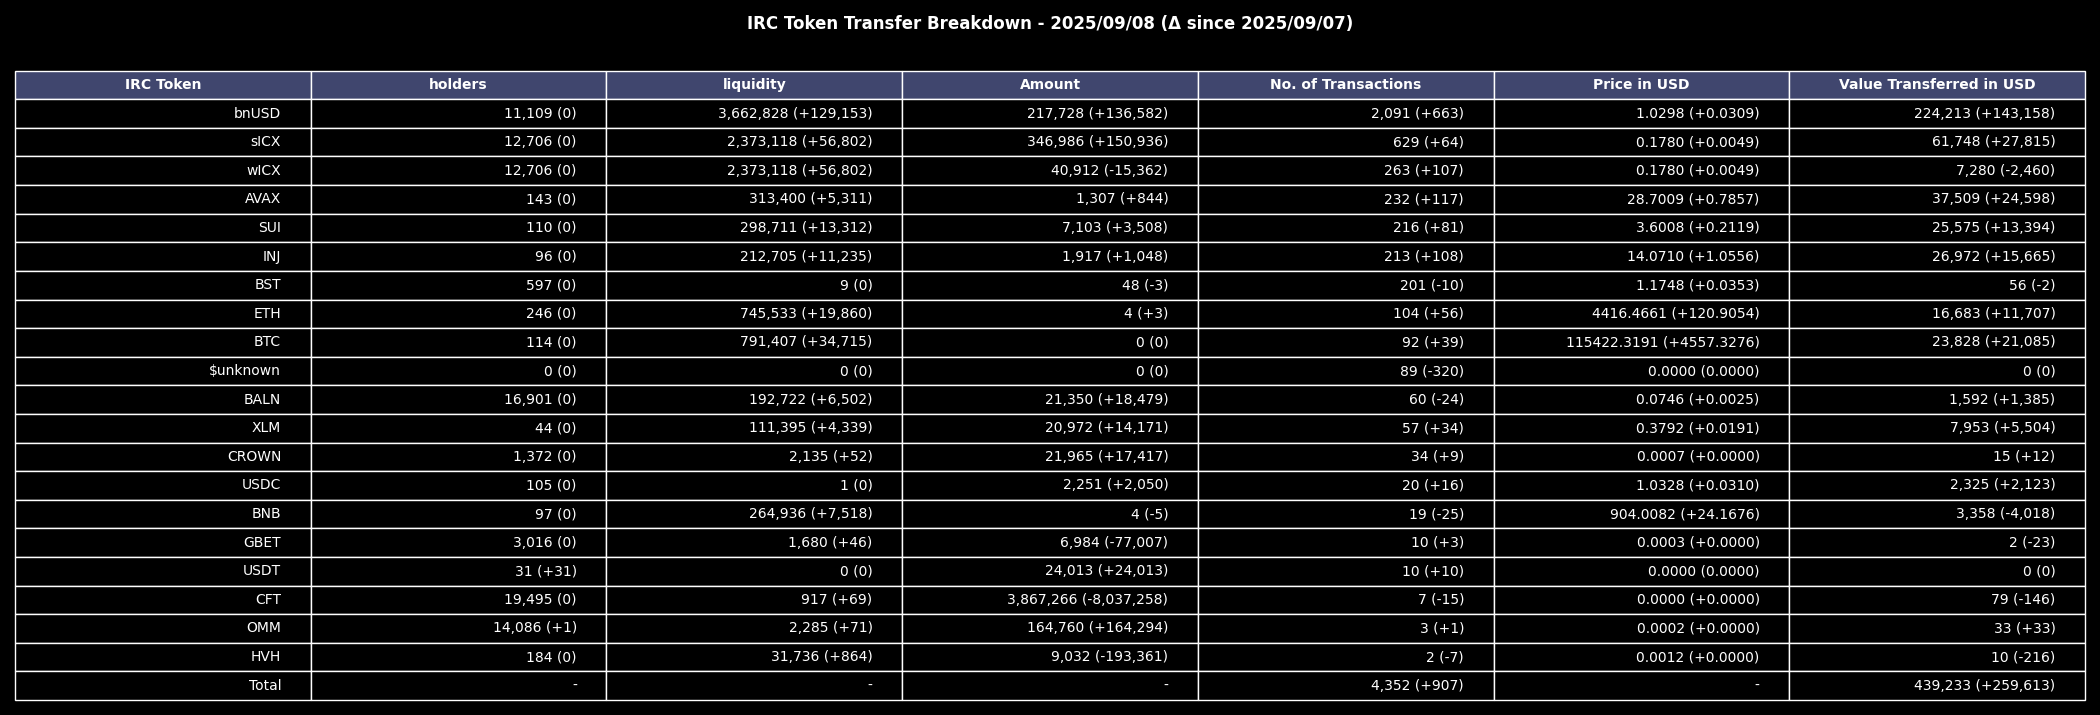 IRC Token Transfer Breakdown - 2025/09/08 (Δ since 2025/09/07)
IRC Token holders liquidity Amount No. of Transactions Price in USD Value Transferred in USD
bnUSD 11,109 (0) 3,662,828 (+129,153) 217,728 (+136,582) 2,091 (+663) 1.0298 (+0.0309) 224,213 (+143,158)
sICX 12,706 (0) 2,373,118 (+56,802) 346,986 (+150,936) 629 (+64) 0.1780 (+0.0049) 61,748 (+27,815)
wICX 12,706 (0) 2,373,118 (+56,802) 40,912 (-15,362) 263 (+107) 0.1780 (+0.0049) 7,280 (-2,460)
AVAX 143 (0) 313,400 (+5,311) 1,307 (+844) 232 (+117) 28.7009 (+0.7857) 37,509 (+24,598)
SUI 110 (0) 298,711 (+13,312) 7,103 (+3,508) 216 (+81) 3.6008 (+0.2119) 25,575 (+13,394)
INJ 96 (0) 212,705 (+11,235) 1,917 (+1,048) 213 (+108) 14.0710 (+1.0556) 26,972 (+15,665)
BST 597 (0) 9 (0) 48 (-3) 201 (-10) 1.1748 (+0.0353) 56 (-2)
ETH 246 (0) 745,533 (+19,860) 4 (+3) 104 (+56) 4416.4661 (+120.9054) 16,683 (+11,707)
BTC 114 (0) 791,407 (+34,715) 0 (0) 92 (+39) 115422.3191 (+4557.3276) 23,828 (+21,085)
$unknown 0 (0) 0 (0) 0 (0) 89 (-320) 0.0000 (0.0000) 0 (0)
BALN 16,901 (0) 192,722 (+6,502) 21,350 (+18,479) 60 (-24) 0.0746 (+0.0025) 1,592 (+1,385)
XLM 44 (0) 111,395 (+4,339) 20,972 (+14,171) 57 (+34) 0.3792 (+0.0191) 7,953 (+5,504)
CROWN 1,372 (0) 2,135 (+52) 21,965 (+17,417) 34 (+9) 0.0007 (+0.0000) 15 (+12)
USDC 105 (0) 1 (0) 2,251 (+2,050) 20 (+16) 1.0328 (+0.0310) 2,325 (+2,123)
BNB 97 (0) 264,936 (+7,518) 4 (-5) 19 (-25) 904.0082 (+24.1676) 3,358 (-4,018)
GBET 3,016 (0) 1,680 (+46) 6,984 (-77,007) 10 (+3) 0.0003 (+0.0000) 2 (-23)
USDT 31 (+31) 0 (0) 24,013 (+24,013) 10 (+10) 0.0000 (0.0000) 0 (0)
CFT 19,495 (0) 917 (+69) 3,867,266 (-8,037,258) 7 (-15) 0.0000 (+0.0000) 79 (-146)
OMM 14,086 (+1) 2,285 (+71) 164,760 (+164,294) 3 (+1) 0.0002 (+0.0000) 33 (+33)
HVH 184 (0) 31,736 (+864) 9,032 (-193,361) 2 (-7) 0.0012 (+0.0000) 10 (-216)
Total - - - 4,352 (+907) - 439,233 (+259,613)